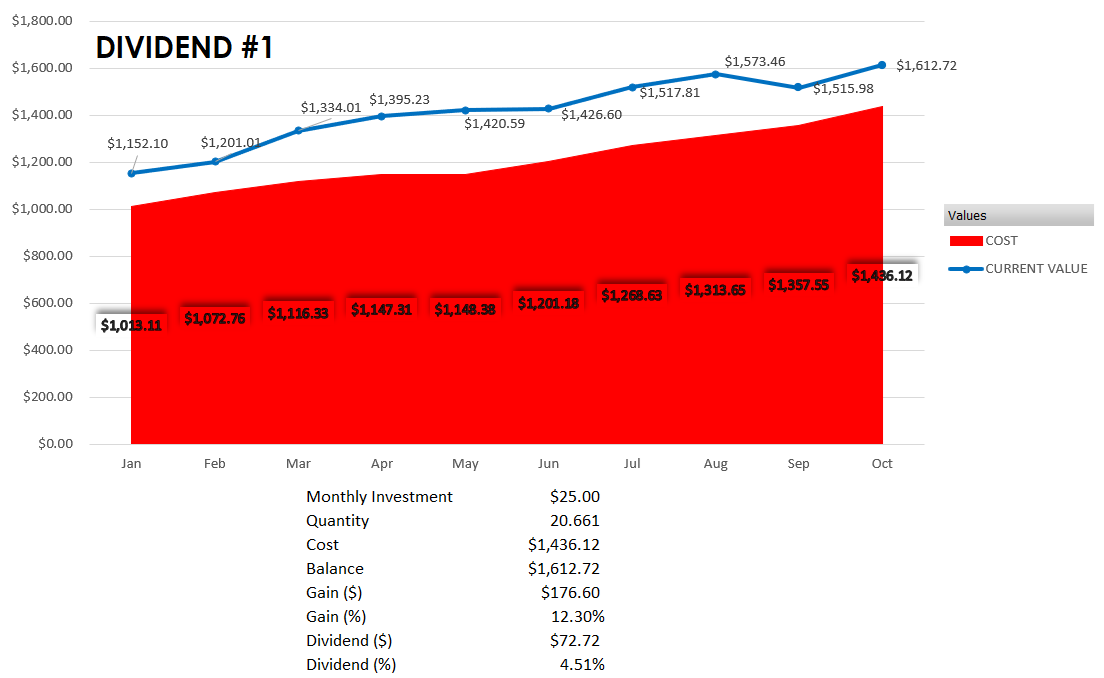 $1,800.00
DIVIDEND #1
$1,600.00
$1,400.00
$1,200.00
$1,000.00
$800.00
$600.00
$400.00
$200.00
$0.00
$1,152.10
$1,201.01
$1,334.01
$1,395.23
$1,420.59
$1,426.60
$1,517.81
$1,573.46
$1,515.98
$1,612.72
$1,013.11
$1,072.76
$1,116.33
$1,147.31
$1,148.38
$1,201.18
$1,268.63
$1,313.65
$1,357.55
$1,436.12
Jan Feb Mar Apr May Jun Jul Aug Sep Oct
Values
COST
CURRENT VALUE
Monthly Investment $25.00
Quantity 20.661
Cost $1,436.12
Balance $1,612.72
Gain ($) $176.60
Gain (%) 12.30%
Dividend ($) $72.72
Dividend (%) 4.51%